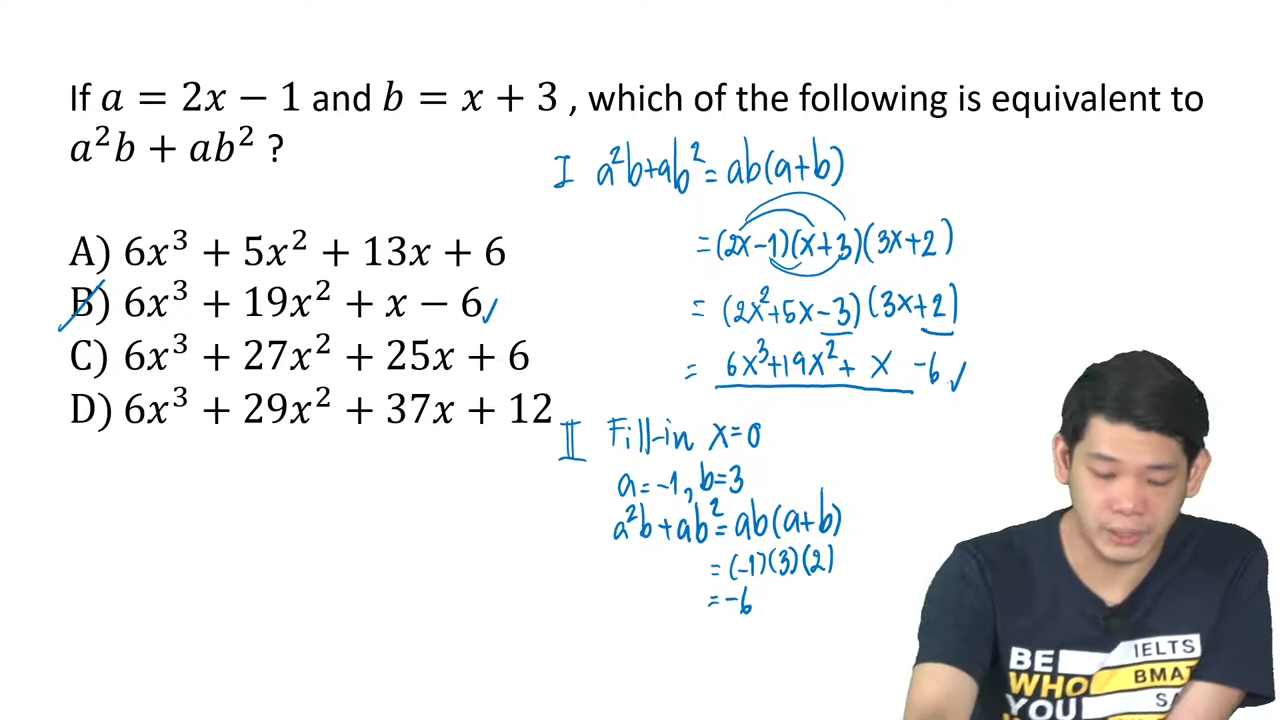 If a = 2x − 1 and b = x + 3 , which of the following is equivalent to
a²b + ab² ?
A) 6x³ + 5x² + 13x + 6
B) 6x³ + 19x² + x − 6 ✓
C) 6x³ + 27x² + 25x + 6
D) 6x³ + 29x² + 37x + 12
I a²b+ab² = ab(a+b)
= (2x−1)(x+3)(3x+2)
= (2x²+5x−3)(3x+2)
= 6x³+19x²+ x −6 ✓
II Fill-in x=0
a=-1, b=3
a²b+ab² = ab(a+b)
= (-1)(3)(2)
= -6
BE
WHO
YOU
IELTS
BMAT
SA